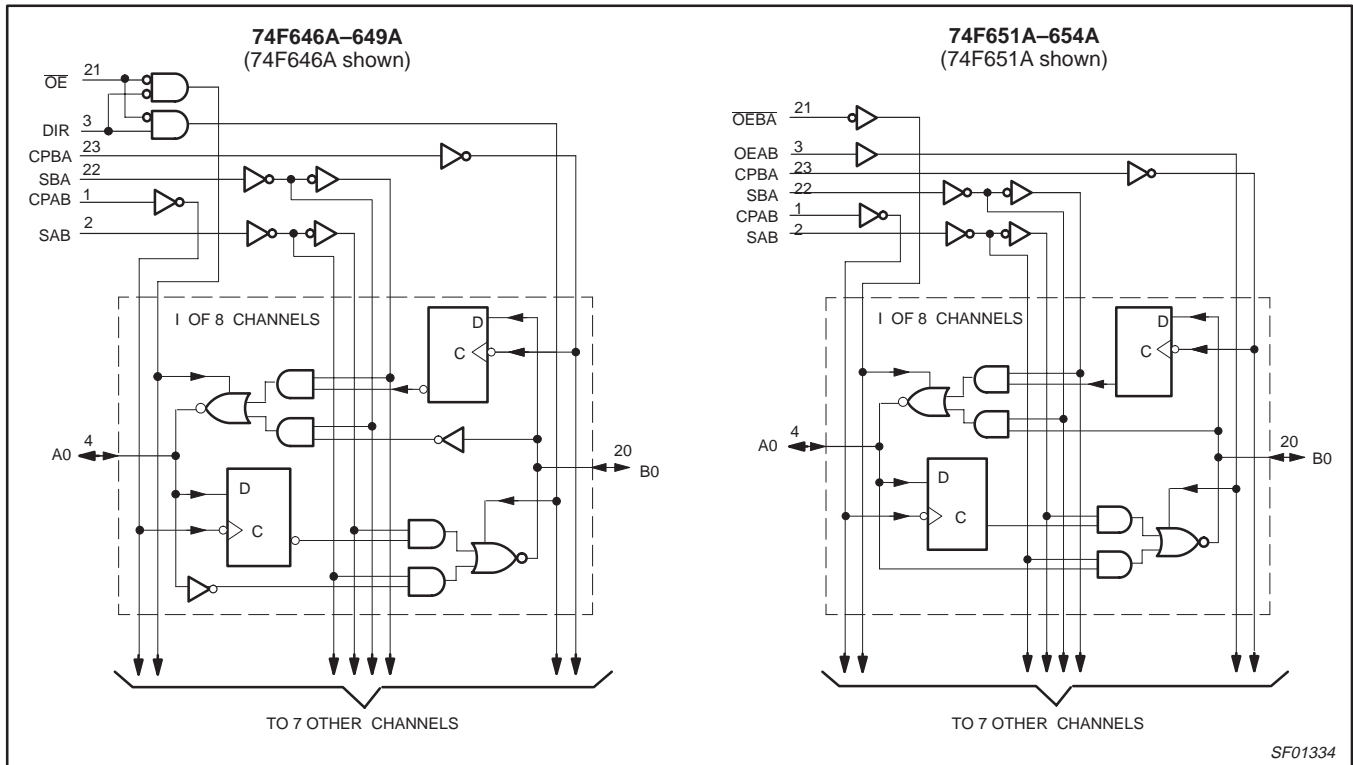 74F646A–649A
(74F646A shown)
OE 21
DIR 3
CPBA 23
SBA 22
CPAB 1
SAB 2
I OF 8 CHANNELS
D
C
A0 4
20
B0
D
C
TO 7 OTHER CHANNELS
74F651A–654A
(74F651A shown)
OEBA 21
OEAB 3
CPBA 23
SBA 22
CPAB 1
SAB 2
I OF 8 CHANNELS
D
C
A0 4
20
B0
D
C
TO 7 OTHER CHANNELS
SF01334